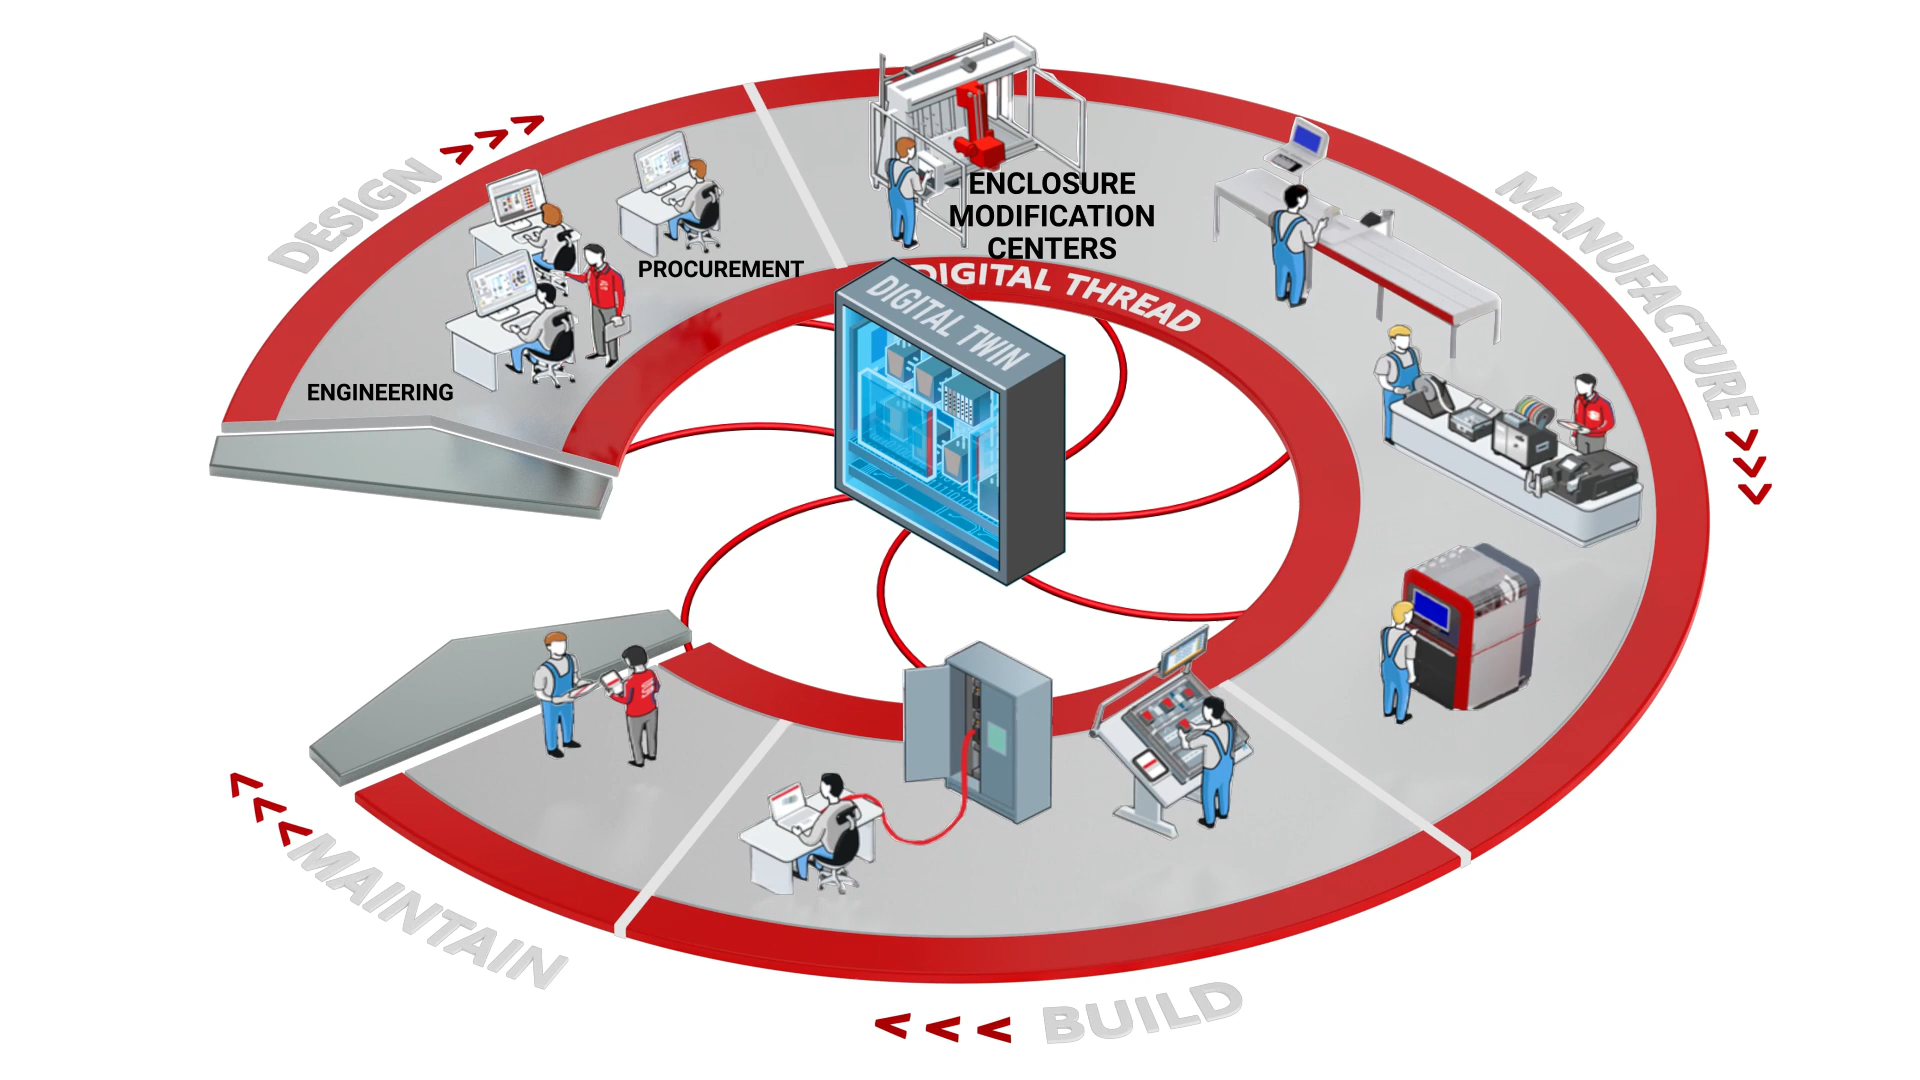 DESIGN
PROCUREMENT
ENGINEERING
ENCLOSURE
MODIFICATION
CENTERS
DIGITAL THREAD
DIGITAL TWIN
MANUFACTURE
BUILD
MAINTAIN